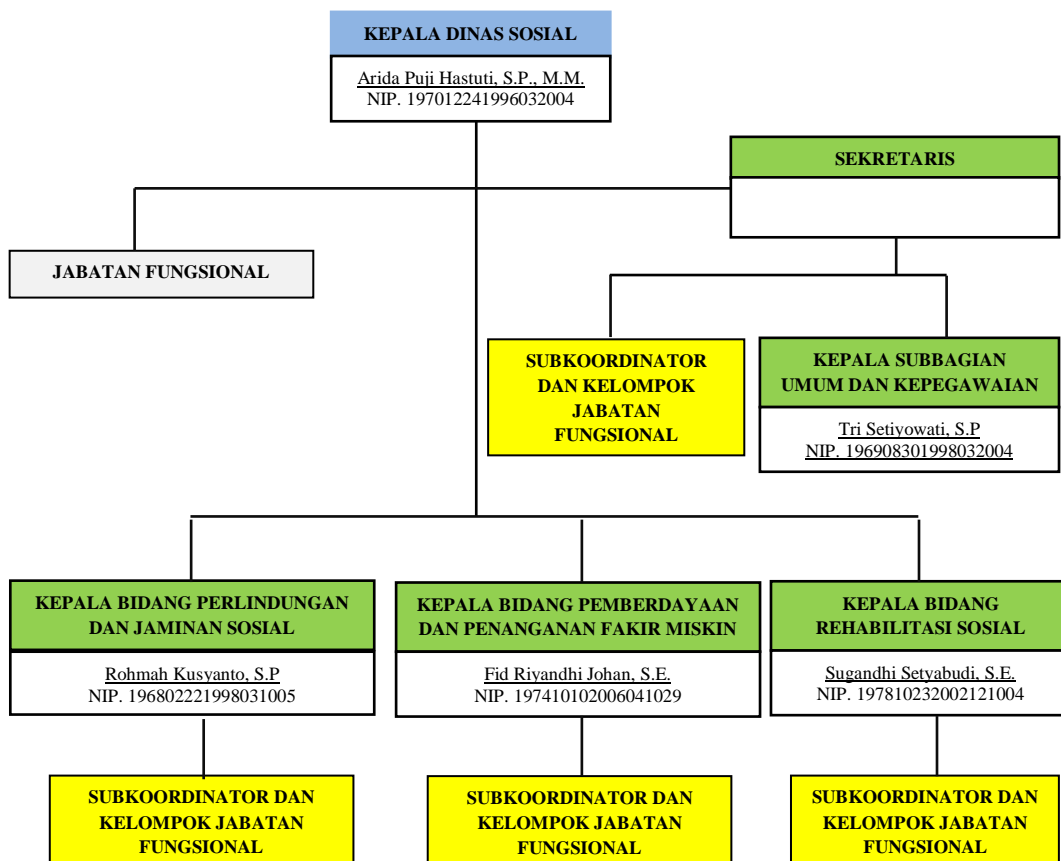 KEPALA DINAS SOSIAL
Arida Puji Hastuti, S.P., M.M.
NIP. 197012241996032004
SEKRETARIS
JABATAN FUNGSIONAL
SUBKOORDINATOR
DAN KELOMPOK
JABATAN
FUNGSIONAL
KEPALA SUBBAGIAN
UMUM DAN KEPEGAWAIAN
Tri Setiyowati, S.P
NIP. 196908301998032004
KEPALA BIDANG PERLINDUNGAN
DAN JAMINAN SOSIAL
Rohmah Kusyanto, S.P
NIP. 196802221998031005
KEPALA BIDANG PEMBERDAYAAN
DAN PENANGANAN FAKIR MISKIN
Fid Riyandhi Johan, S.E.
NIP. 197410102006041029
KEPALA BIDANG
REHABILITASI SOSIAL
Sugandhi Setyabudi, S.E.
NIP. 197810232002121004
SUBKOORDINATOR DAN
KELOMPOK JABATAN
FUNGSIONAL
SUBKOORDINATOR DAN
KELOMPOK JABATAN
FUNGSIONAL
SUBKOORDINATOR DAN
KELOMPOK JABATAN
FUNGSIONAL